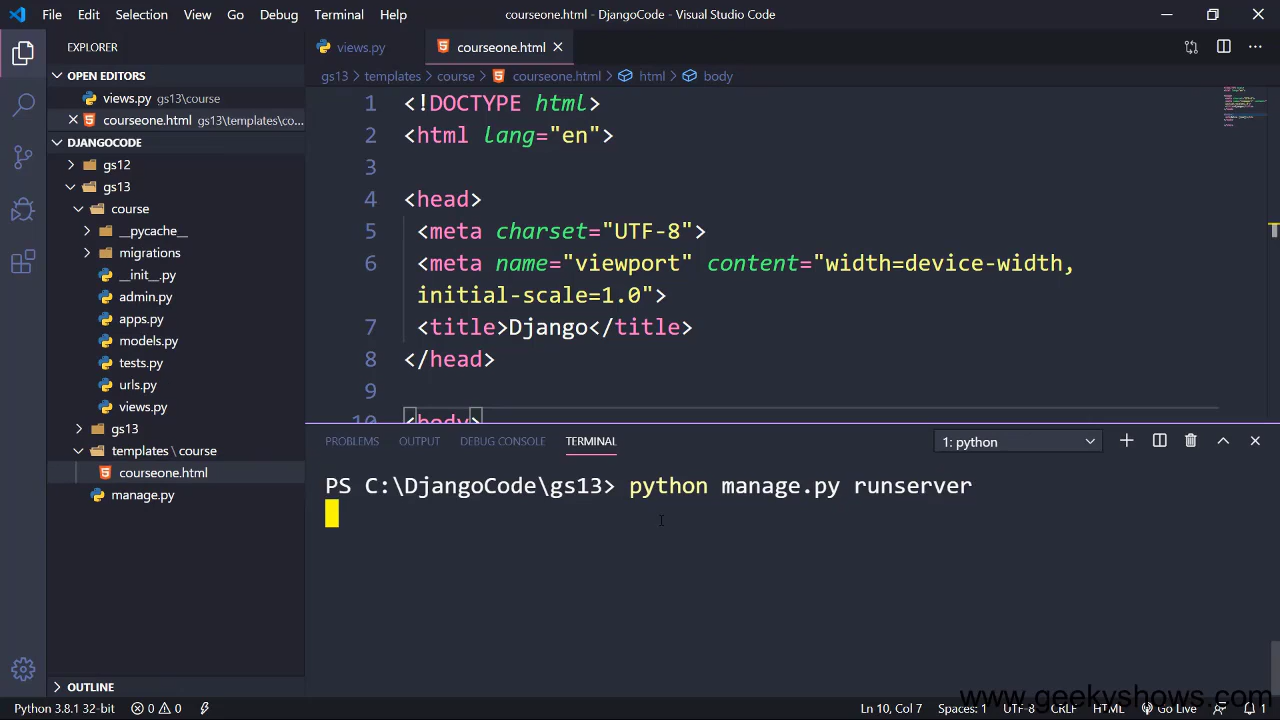 File Edit Selection View Go Debug Terminal Help courseone.html - DjangoCode - Visual Studio Code
EXPLORER
views.py
courseone.html
OPEN EDITORS
gs13 templates course courseone.html html body
views.py gs13\course
courseone.html gs13\templates\co...
DJANGOCODE
gs12
gs13
course
__pycache__
migrations
__init__.py
admin.py
apps.py
models.py
tests.py
urls.py
views.py
gs13
templates \ course
courseone.html
manage.py
OUTLINE
1 <!DOCTYPE html>
2 <html lang="en">
3
4 <head>
5 <meta charset="UTF-8">
6 <meta name="viewport" content="width=device-width,
initial-scale=1.0">
7 <title>Django</title>
8 </head>
9
10 <body>
PROBLEMS OUTPUT DEBUG CONSOLE TERMINAL 1: python
PS C:\DjangoCode\gs13> python manage.py runserver
www.geekyshows.com
Python 3.8.1 32-bit 0 0 Ln 10, Col 7 Spaces: 1 UTF-8 CRLF HTML Go Live 1